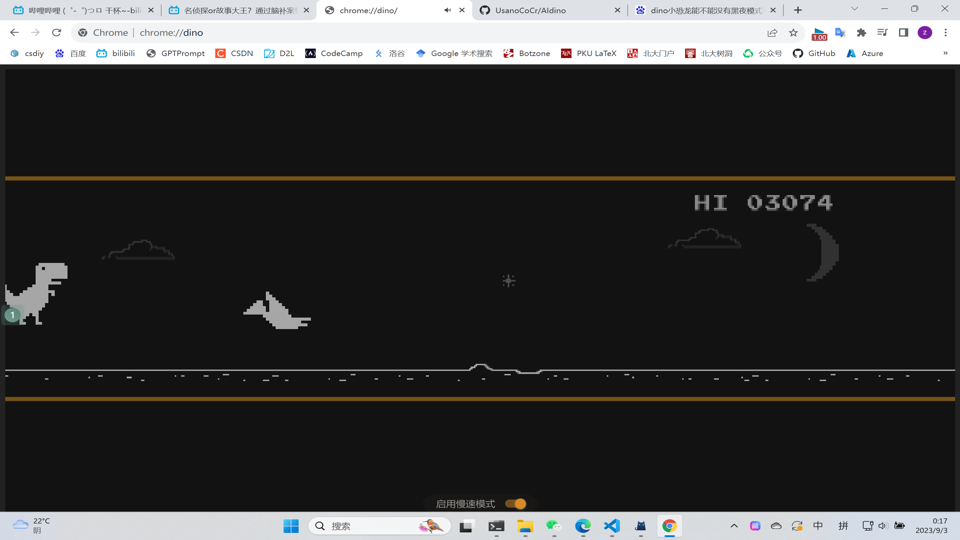 哔哩哔哩 (゜-゜)つロ 干杯~-bili
名侦探or故事大王？通过脑补案
chrome://dino/
UsanoCoCr/AIdino
dino小恐龙能不能没有黑夜模式
Chrome | chrome://dino
1.00
z
csdiy
百度
bilibili
GPTPrompt
CSDN
D2L
CodeCamp
洛谷
Google 学术搜索
Botzone
PKU LaTeX
北大门户
北大树洞
公众号
GitHub
Azure
»
HI 03074
1
启用慢速模式
22°C
阴
搜索
中
拼
0:17
2023/9/3